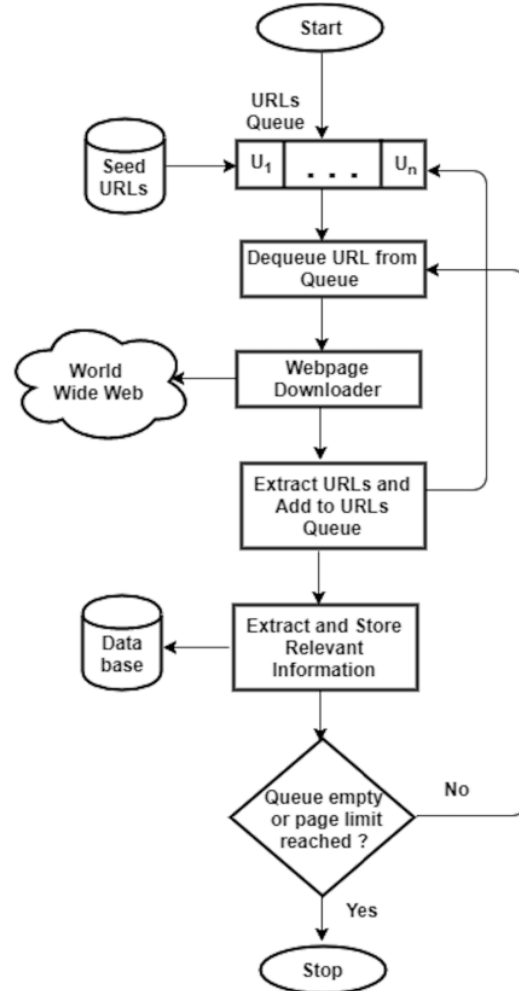 Start
URLs
Queue
Seed
URLs
U1
. . .
Un
Dequeue URL from
Queue
World
Wide Web
Webpage
Downloader
Extract URLs and
Add to URLs
Queue
Data
base
Extract and Store
Relevant
Information
Queue empty
or page limit
reached ?
No
Yes
Stop